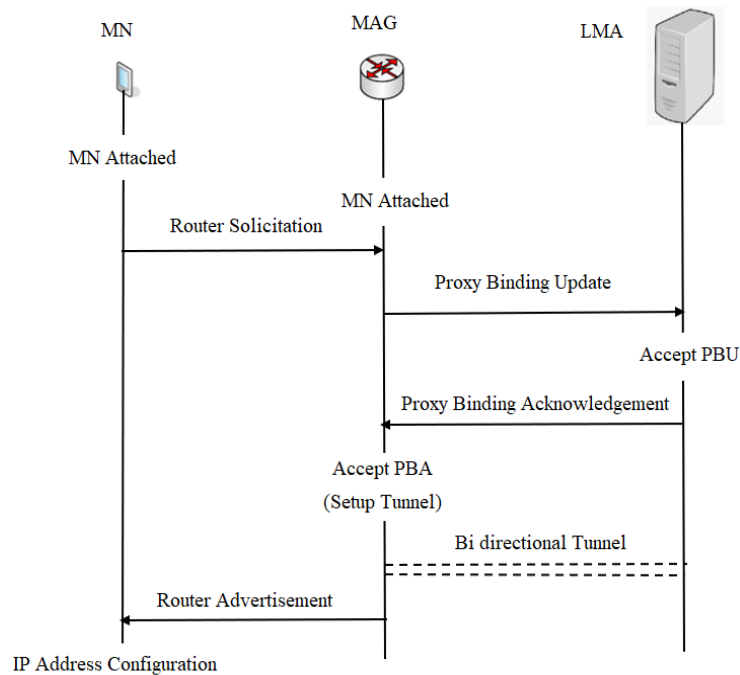 MN
MAG
LMA
MN Attached
MN Attached
Router Solicitation
Proxy Binding Update
Accept PBU
Proxy Binding Acknowledgement
Accept PBA
(Setup Tunnel)
Bi directional Tunnel
Router Advertisement
IP Address Configuration